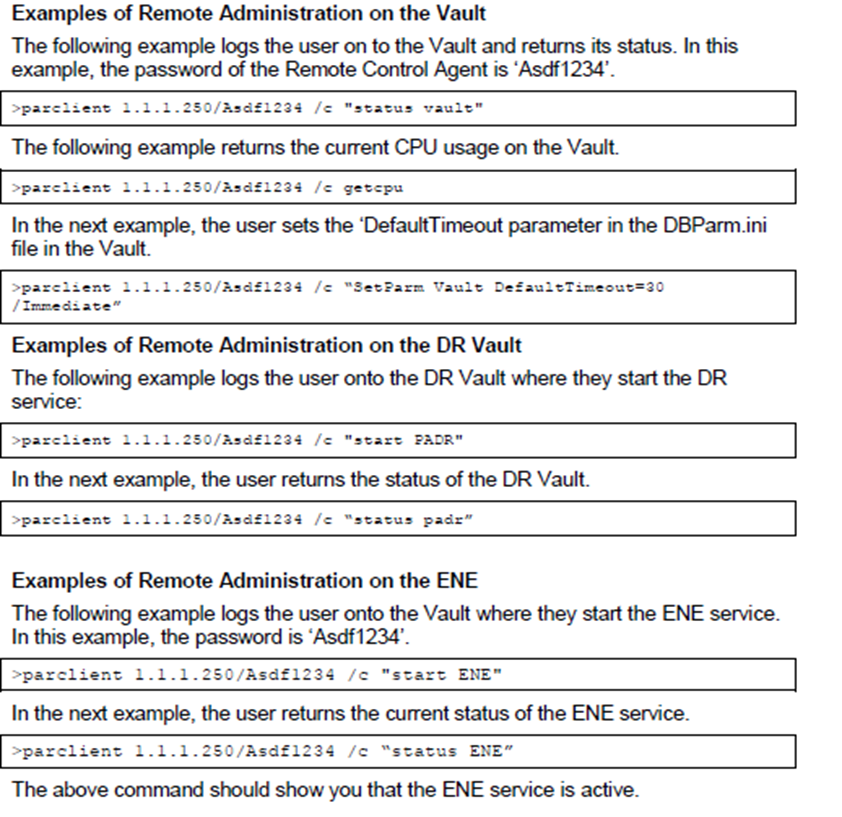 Examples of Remote Administration on the Vault
The following example logs the user on to the Vault and returns its status. In this
example, the password of the Remote Control Agent is ‘Asdf1234’.
>parclient 1.1.1.250/Asdf1234 /c "status vault"
The following example returns the current CPU usage on the Vault.
>parclient 1.1.1.250/Asdf1234 /c getcpu
In the next example, the user sets the ‘DefaultTimeout parameter in the DBParm.ini
file in the Vault.
>parclient 1.1.1.250/Asdf1234 /c “SetParm Vault DefaultTimeout=30
/Immediate”
Examples of Remote Administration on the DR Vault
The following example logs the user onto the DR Vault where they start the DR
service:
>parclient 1.1.1.250/Asdf1234 /c "start PADR"
In the next example, the user returns the status of the DR Vault.
>parclient 1.1.1.250/Asdf1234 /c “status padr”
Examples of Remote Administration on the ENE
The following example logs the user onto the Vault where they start the ENE service.
In this example, the password is ‘Asdf1234’.
>parclient 1.1.1.250/Asdf1234 /c "start ENE"
In the next example, the user returns the current status of the ENE service.
>parclient 1.1.1.250/Asdf1234 /c “status ENE”
The above command should show you that the ENE service is active.